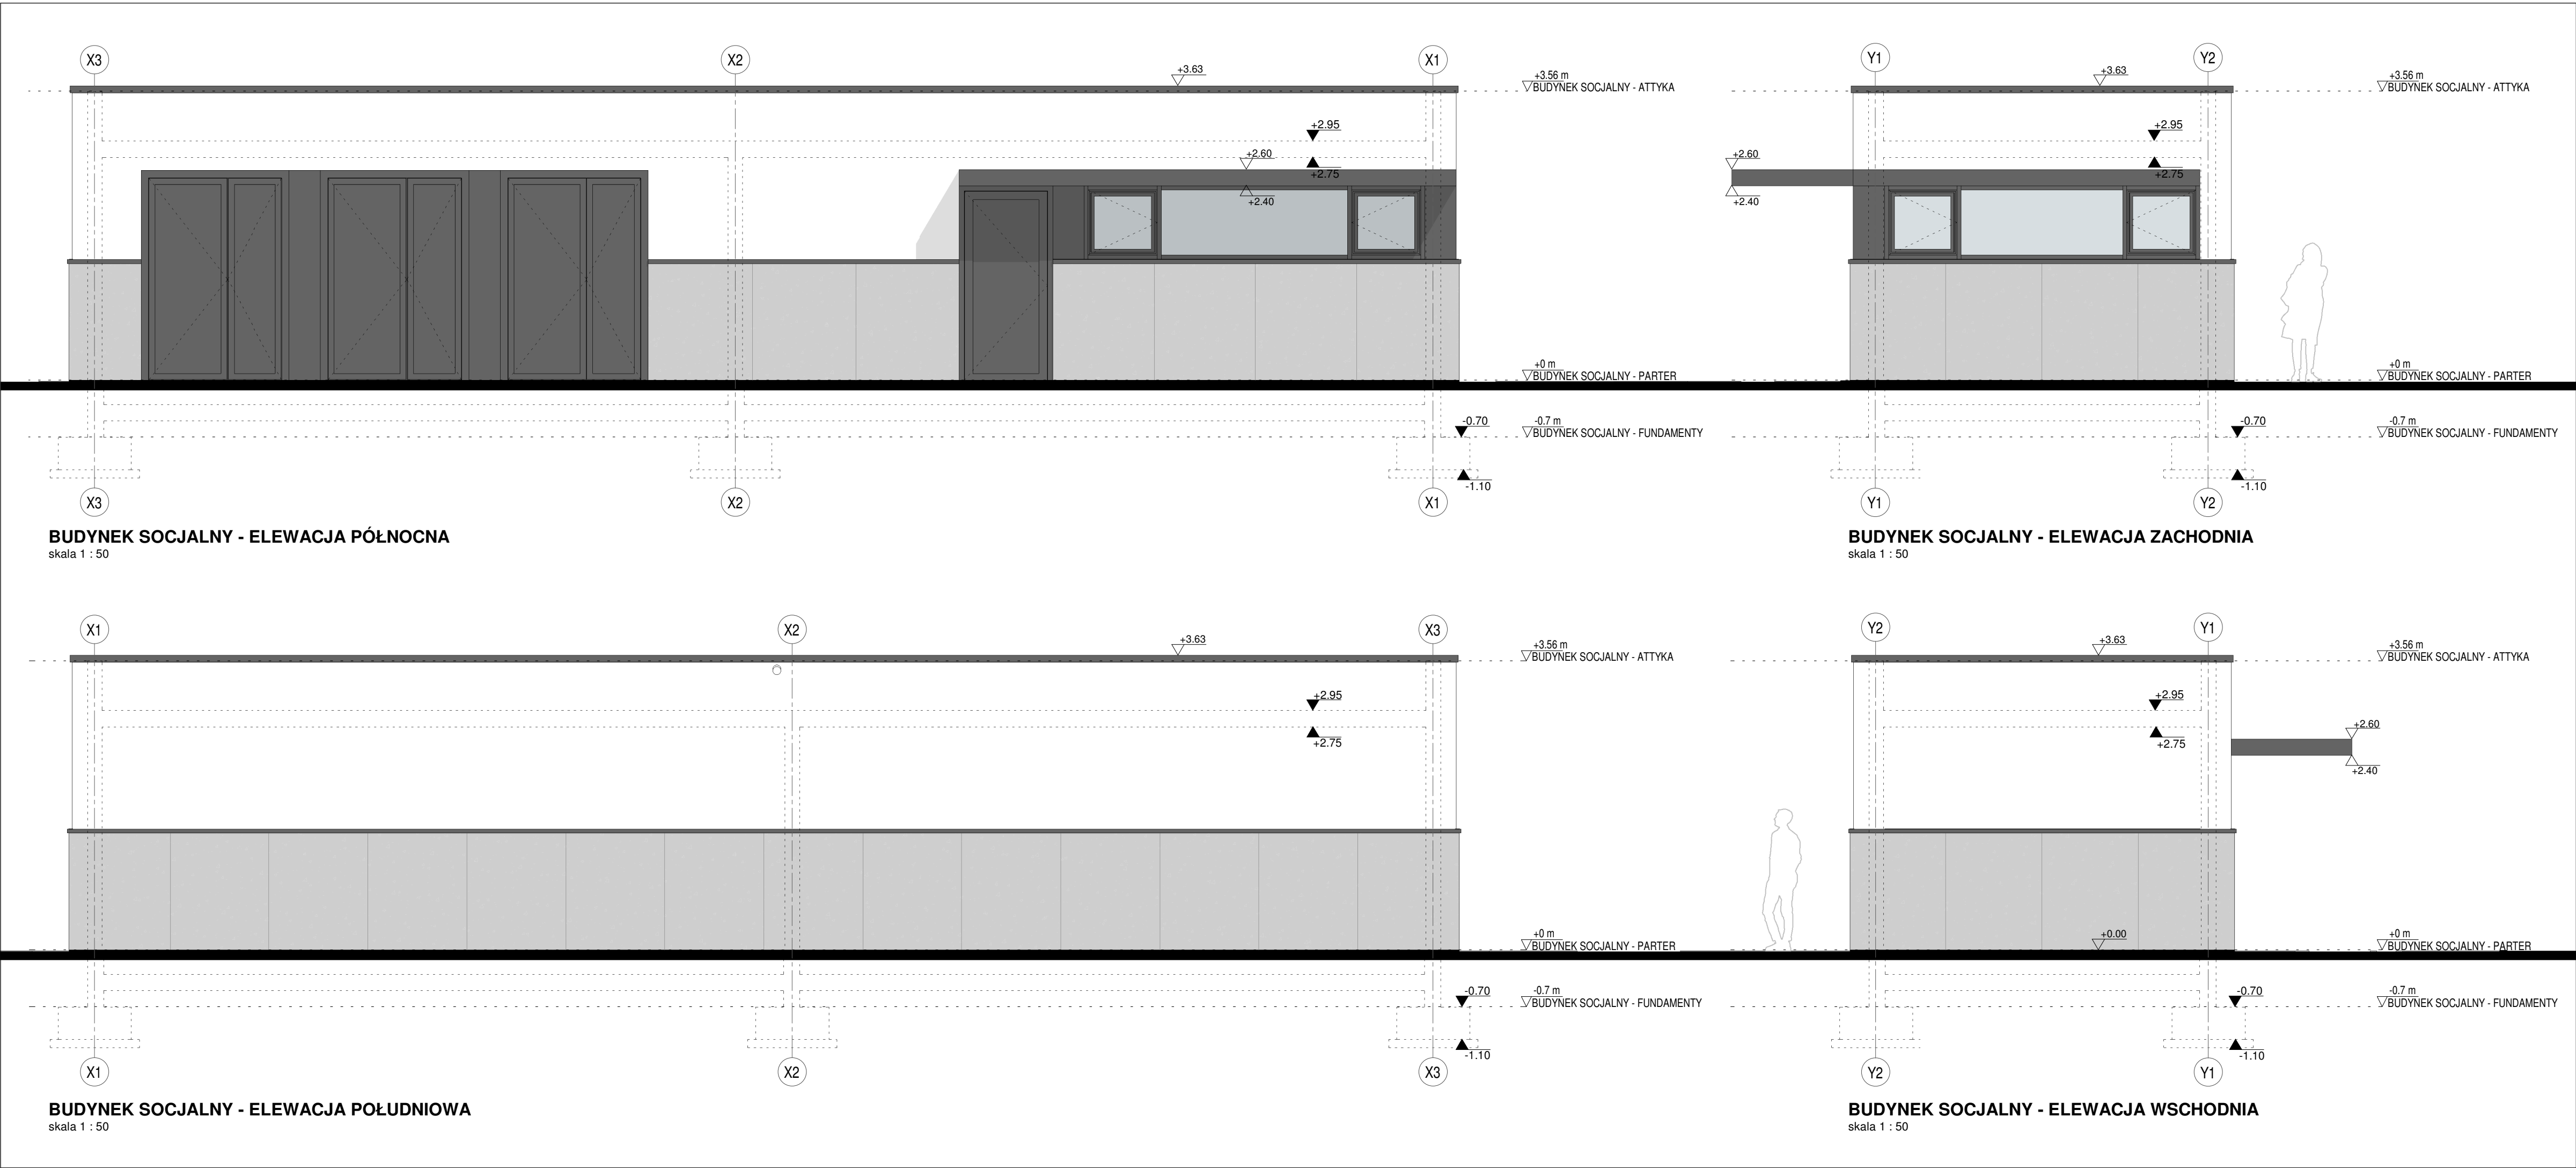 X3
X2
X1
+3.63
+3.56 m
BUDYNEK SOCJALNY - ATTYKA
+2.95
+2.60
+2.75
+2.40
+0 m
BUDYNEK SOCJALNY - PARTER
-0.70
-0.7 m
BUDYNEK SOCJALNY - FUNDAMENTY
-1.10
X3
X2
X1
BUDYNEK SOCJALNY - ELEWACJA PÓŁNOCNA
skala 1 : 50
Y1
Y2
+3.63
+3.56 m
BUDYNEK SOCJALNY - ATTYKA
+2.95
+2.60
+2.75
+2.40
+0 m
BUDYNEK SOCJALNY - PARTER
-0.70
-0.7 m
BUDYNEK SOCJALNY - FUNDAMENTY
-1.10
Y1
Y2
BUDYNEK SOCJALNY - ELEWACJA ZACHODNIA
skala 1 : 50
X1
X2
X3
+3.63
+3.56 m
BUDYNEK SOCJALNY - ATTYKA
+2.95
+2.75
+0 m
BUDYNEK SOCJALNY - PARTER
-0.70
-0.7 m
BUDYNEK SOCJALNY - FUNDAMENTY
-1.10
X1
X2
X3
BUDYNEK SOCJALNY - ELEWACJA POŁUDNIOWA
skala 1 : 50
Y2
Y1
+3.63
+3.56 m
BUDYNEK SOCJALNY - ATTYKA
+2.95
+2.60
+2.75
+2.40
+0.00
+0 m
BUDYNEK SOCJALNY - PARTER
-0.70
-0.7 m
BUDYNEK SOCJALNY - FUNDAMENTY
-1.10
Y2
Y1
BUDYNEK SOCJALNY - ELEWACJA WSCHODNIA
skala 1 : 50